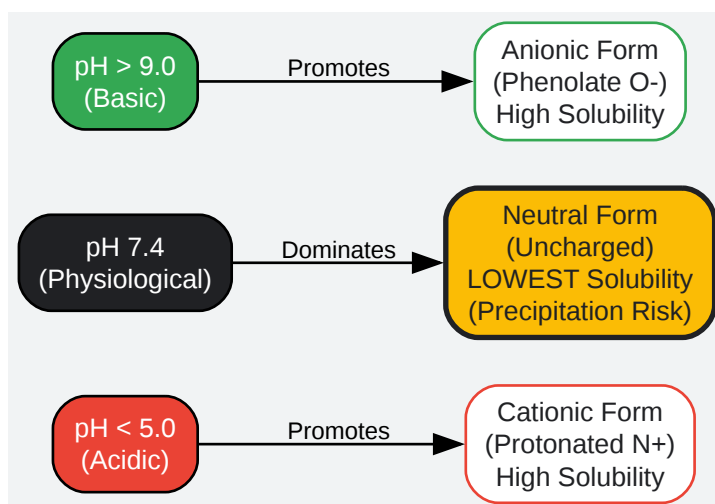 pH > 9.0
(Basic)
Promotes
Anionic Form
(Phenolate O-)
High Solubility
pH 7.4
(Physiological)
Dominates
Neutral Form
(Uncharged)
LOWEST Solubility
(Precipitation Risk)
pH < 5.0
(Acidic)
Promotes
Cationic Form
(Protonated N+)
High Solubility